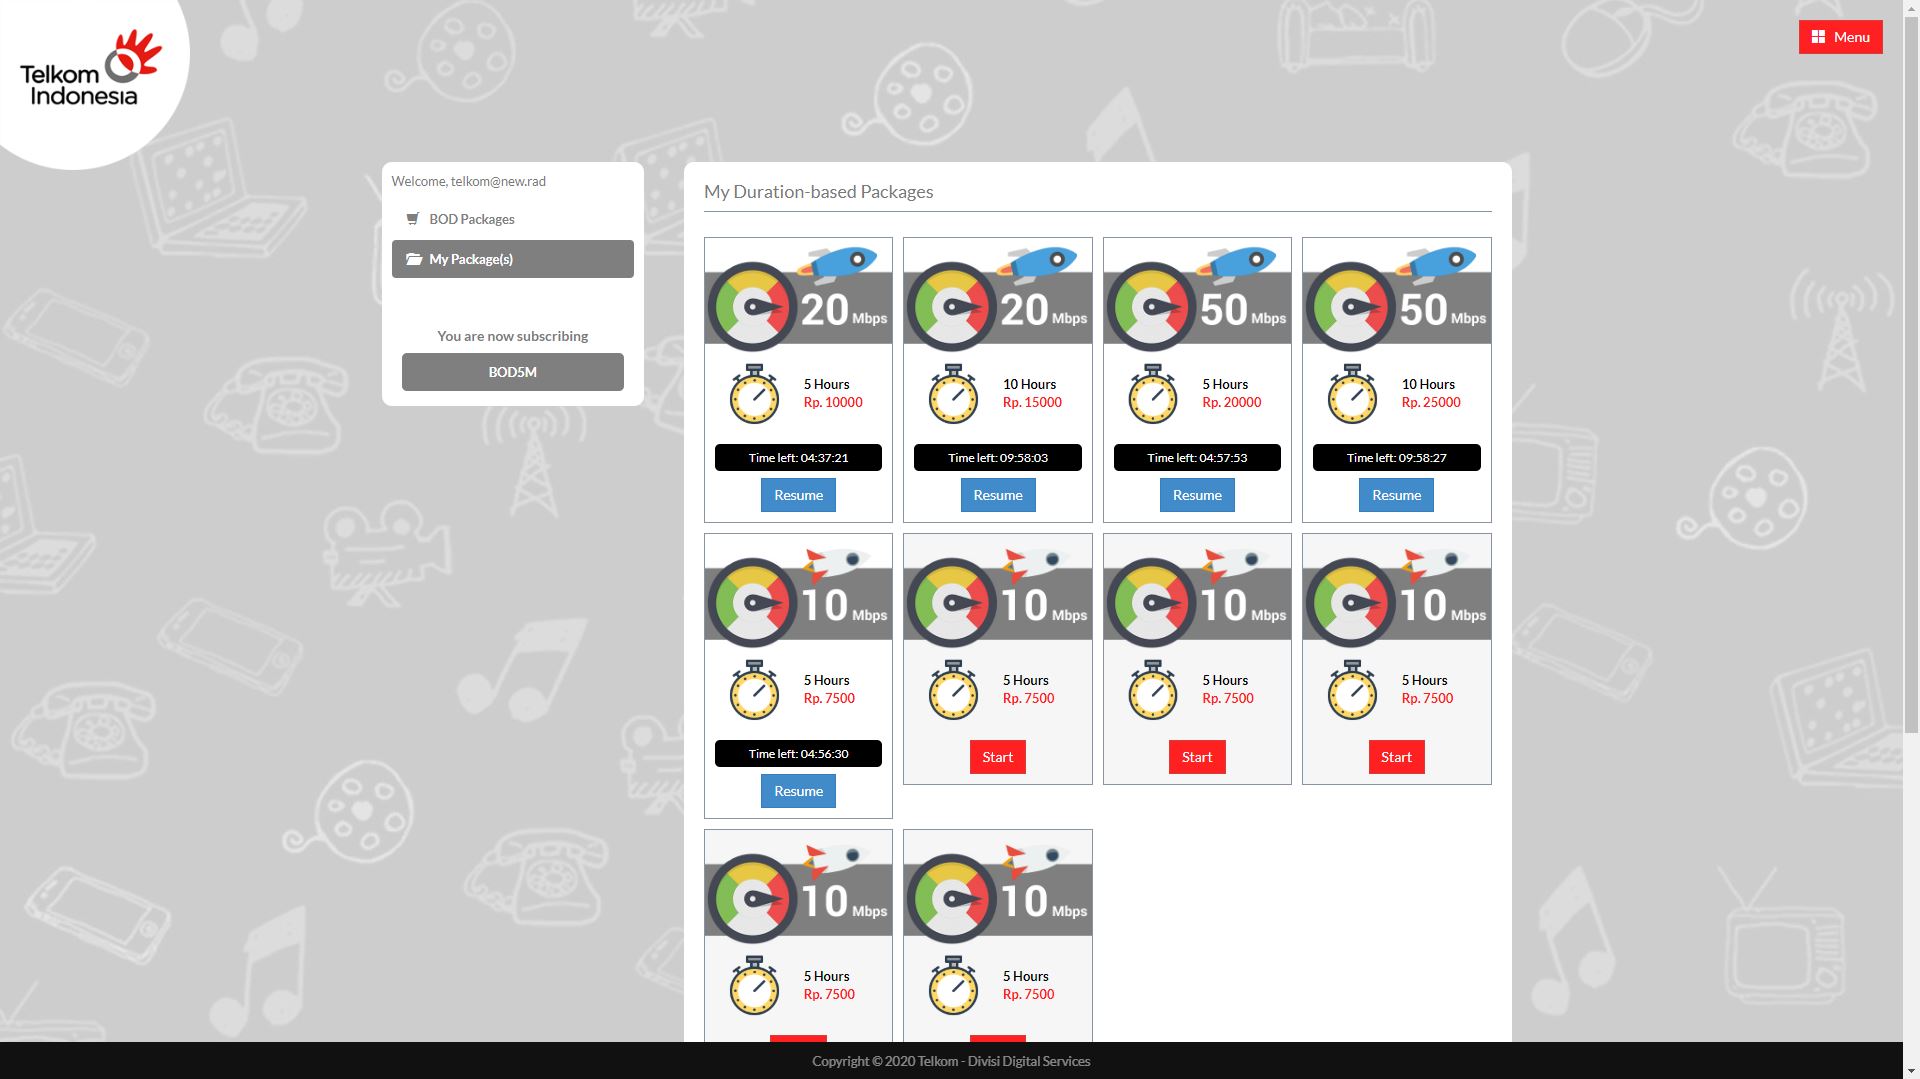 Telkom
Indonesia
Menu
Welcome, telkom@new.rad
BOD Packages
My Package(s)
You are now subscribing
BOD5M
My Duration-based Packages
20 Mbps
5 Hours
Rp. 10000
Time left: 04:37:21
Resume
20 Mbps
10 Hours
Rp. 15000
Time left: 09:58:03
Resume
50 Mbps
5 Hours
Rp. 20000
Time left: 04:57:53
Resume
50 Mbps
10 Hours
Rp. 25000
Time left: 09:58:27
Resume
10 Mbps
5 Hours
Rp. 7500
Time left: 04:56:30
Resume
10 Mbps
5 Hours
Rp. 7500
Start
10 Mbps
5 Hours
Rp. 7500
Start
10 Mbps
5 Hours
Rp. 7500
Start
10 Mbps
5 Hours
Rp. 7500
10 Mbps
5 Hours
Rp. 7500
Copyright © 2020 Telkom - Divisi Digital Services